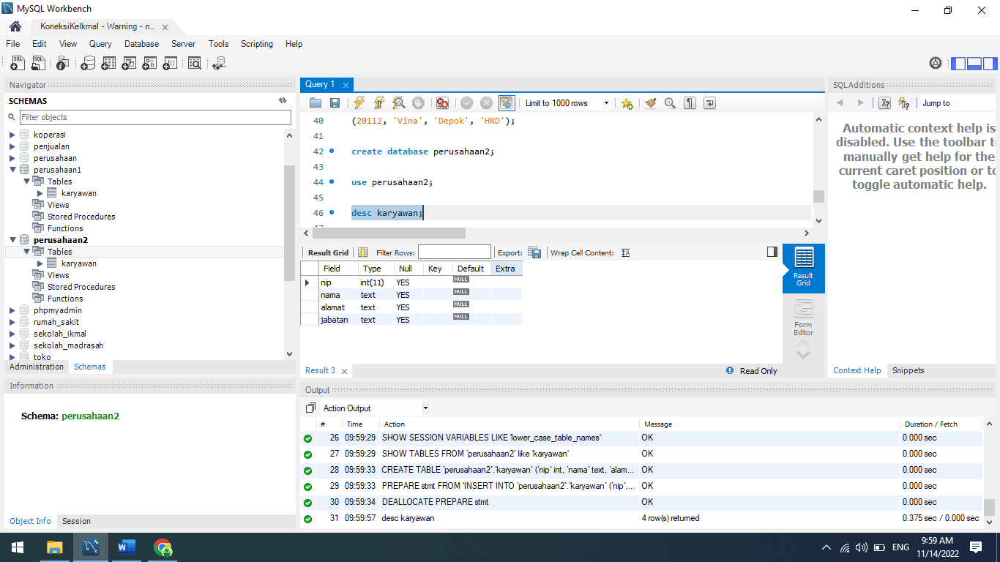 MySQL Workbench
KoneksiKelkmal - Warning - n...
File Edit View Query Database Server Tools Scripting Help
Navigator
SCHEMAS
Filter objects
koperasi
penjualan
perusahaan
perusahaan1
Tables
karyawan
Views
Stored Procedures
Functions
perusahaan2
Tables
karyawan
Views
Stored Procedures
Functions
phpmyadmin
rumah_sakit
sekolah_ikmal
sekolah_madrasah
toko
Administration Schemas
Information
Schema: perusahaan2
Object Info Session
Query 1
Limit to 1000 rows
40 (20112, 'Vina', 'Depok', 'HRD');
41
42 create database perusahaan2;
43
44 use perusahaan2;
45
46 desc karyawan;
Result Grid Filter Rows: Export: Wrap Cell Content:
Field Type Null Key Default Extra
nip int(11) YES NULL
nama text YES NULL
alamat text YES NULL
jabatan text YES NULL
Result Grid
Form Editor
Result 3
Read Only
SQLAdditions
Jump to
Automatic context help is
disabled. Use the toolbar to
manually get help for the
current caret position or to
toggle automatic help.
Context Help Snippets
Output
Action Output
# Time Action Message Duration / Fetch
26 09:59:29 SHOW SESSION VARIABLES LIKE 'lower_case_table_names' OK 0.000 sec
27 09:59:29 SHOW TABLES FROM `perusahaan2` like 'karyawan' OK 0.000 sec
28 09:59:33 CREATE TABLE `perusahaan2`.`karyawan` (`nip` int, `nama` text, `alam... OK 0.000 sec
29 09:59:33 PREPARE stmt FROM 'INSERT INTO `perusahaan2`.`karyawan` (`nip`,... OK 0.000 sec
30 09:59:34 DEALLOCATE PREPARE stmt OK 0.000 sec
31 09:59:57 desc karyawan 4 row(s) returned 0.375 sec / 0.000 sec
ENG
9:59 AM
11/14/2022